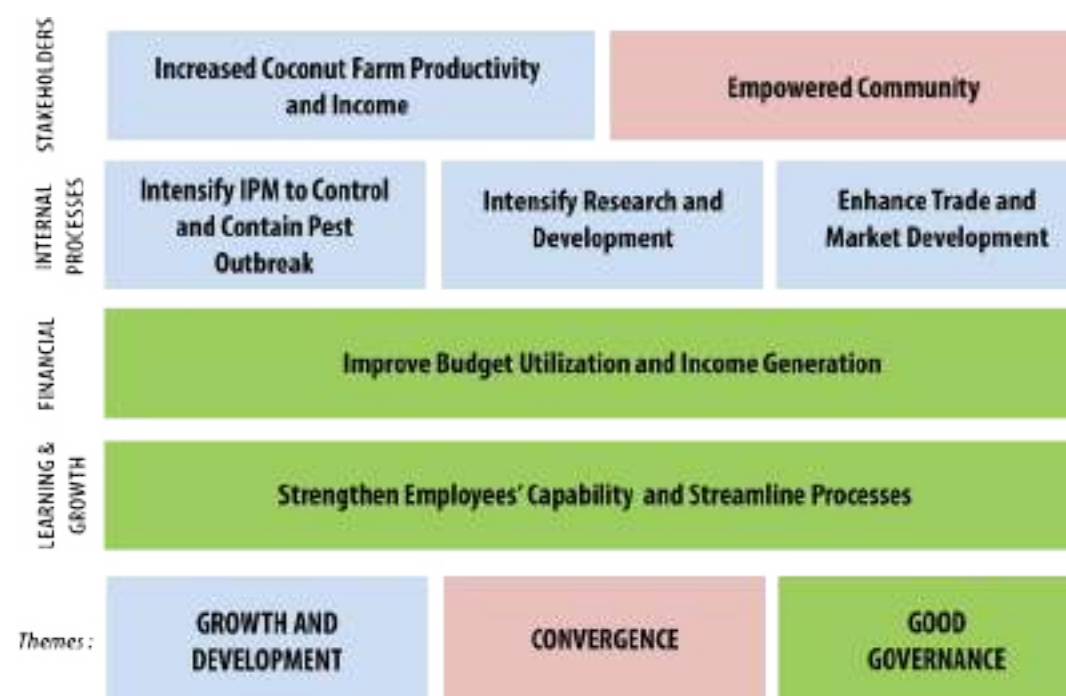 STAKEHOLDERS
Increased Coconut Farm Productivity
and Income
Empowered Community
INTERNAL
PROCESSES
Intensify IPM to Control
and Contain Pest
Outbreak
Intensify Research and
Development
Enhance Trade and
Market Development
FINANCIAL
Improve Budget Utilization and Income Generation
LEARNING &
GROWTH
Strengthen Employees' Capability and Streamline Processes
Themes :
GROWTH AND
DEVELOPMENT
CONVERGENCE
GOOD
GOVERNANCE